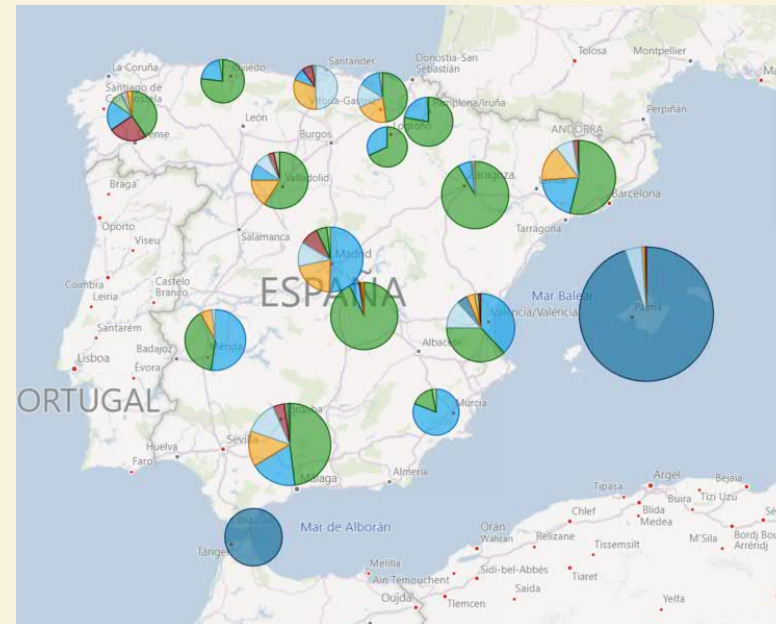 Tolosa
Montpellier
La Coruña
Santander
Donostia-San
Sebastián
Santiago de
Vitoria-Gasteiz
Pamplona/Iruña
Perpiñán
León
Logroño
ANDORRA
Burgos
Braga
Valladolid
Zaragoza
Barcelona
Oporto
Tarragona
Viseu
Salamanca
Madrid
Coimbra
Castelo
Branco
Leiria
ESPAÑA
Mar Balear
Palma
Valencia/València
Santarém
Albacete
Badajoz
Mérida
Lisboa
Évora
ORTUGAL
Murcia
Córdoba
Huelva
Sevilla
Faro
Almería
Málaga
Argel
Tipasa
Bejaia
Tizi Uzu
Buira
Blida
Medea
Chlef
Mar de Alborán
Orán
Wahran
Relizane
M'Sila
Bordj Bou
Arreridj
Tánger
Tissemsilt
Melilla
Ain Temouchent
Sidi-bel-Abbès
Tiaret
Saida
Oujda
Tlemcen
Yelfa